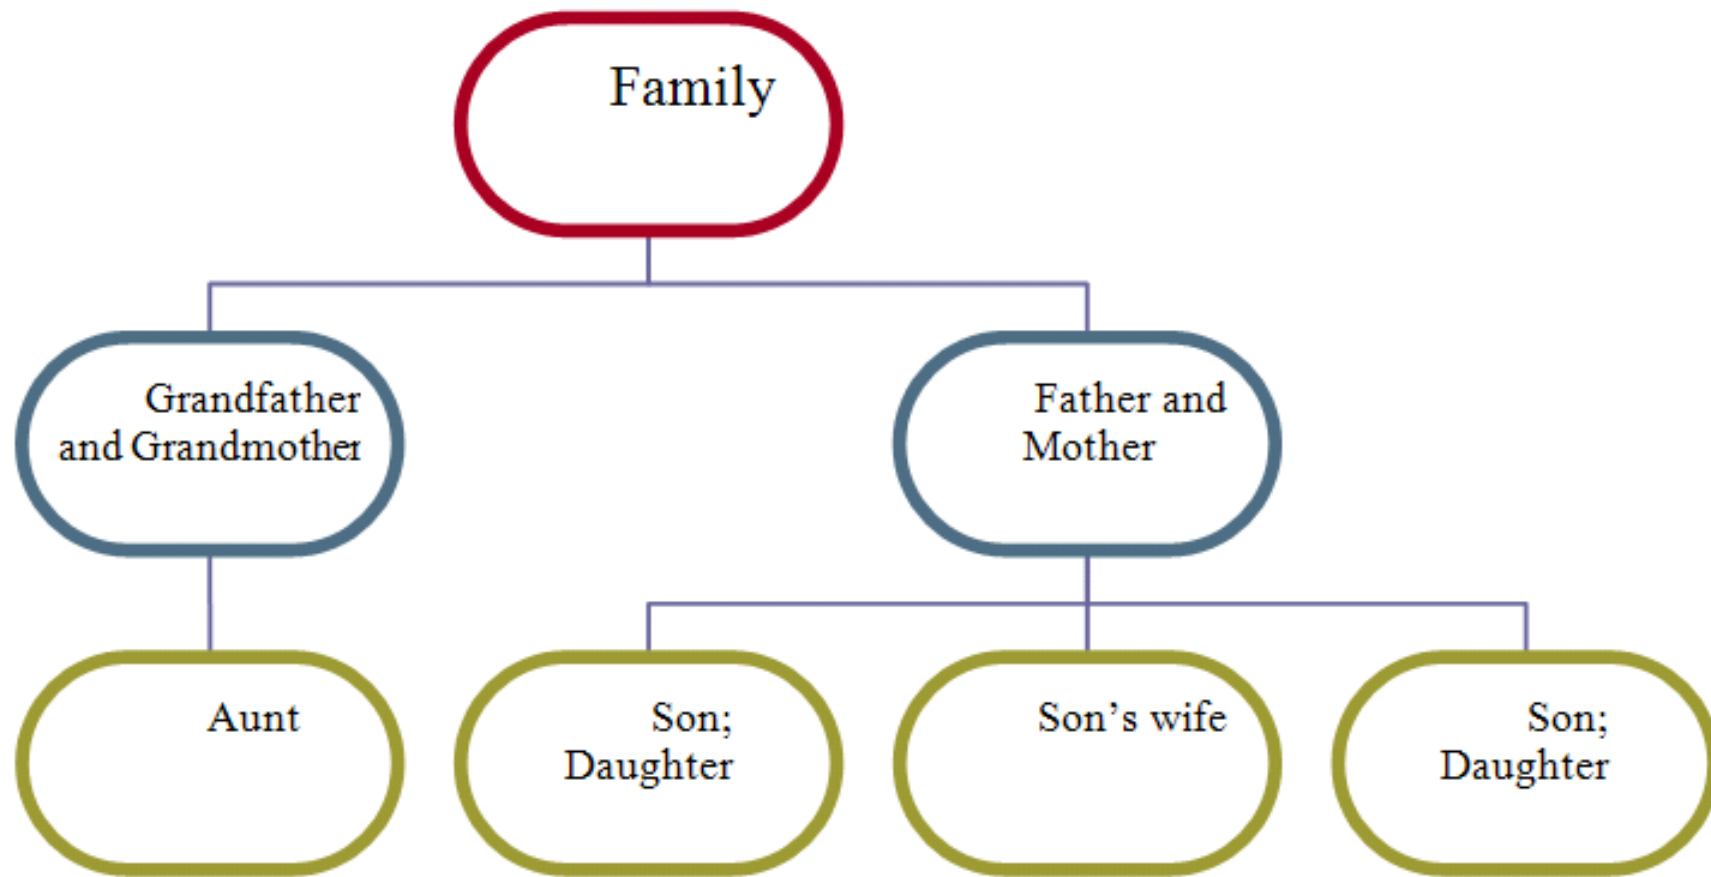 Family
Grandfather
and Grandmother
Father and
Mother
Aunt
Son;
Daughter
Son’s wife
Son;
Daughter